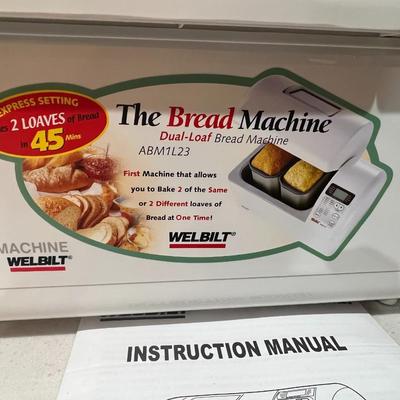 EXPRESS SETTING
2 LOAVES of Bread
in 45 Mins
The Bread Machine
Dual-Loaf Bread Machine
ABM1L23
First Machine that allows
you to Bake 2 of the Same
or 2 Different loaves of
Bread at One Time!
WELBILT®
MACHINE
WELBILT®
INSTRUCTION MANUAL